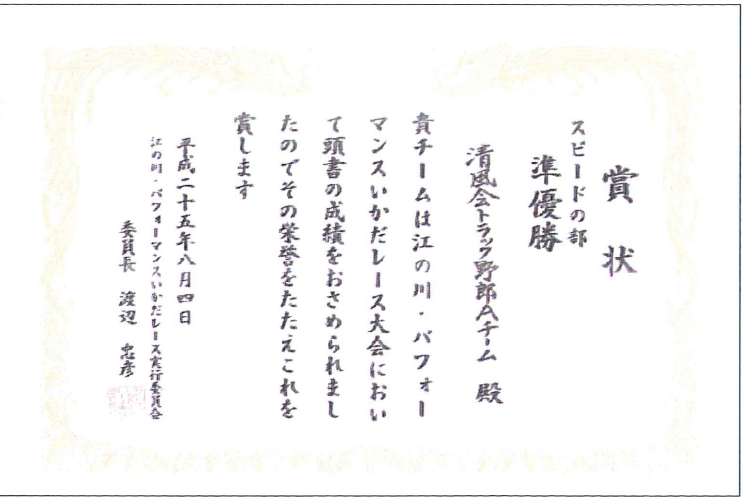 賞状
スピードの部
準優勝
清風会トラック野郎Aチーム 殿
貴チームは江の川・パフォー
マンスいかだレース大会におい
て頭書の成績をおさめられまし
たのでその栄誉をたたえこれを
賞します
平成二十五年八月四日
江の川・パフォーマンスいかだレース実行委員会
委員長 渡辺 忠彦